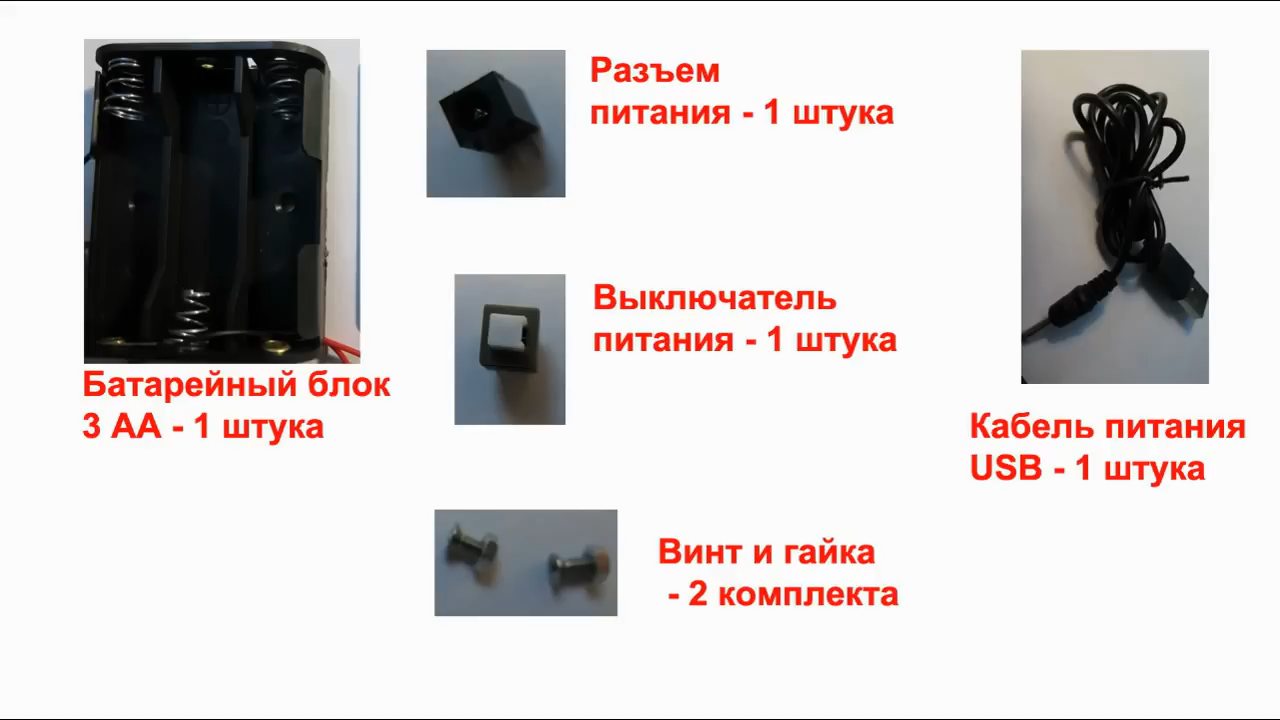 Разъем
питания - 1 штука
Выключатель
питания - 1 штука
Батарейный блок
3 АА - 1 штука
Кабель питания
USB - 1 штука
Винт и гайка
- 2 комплекта